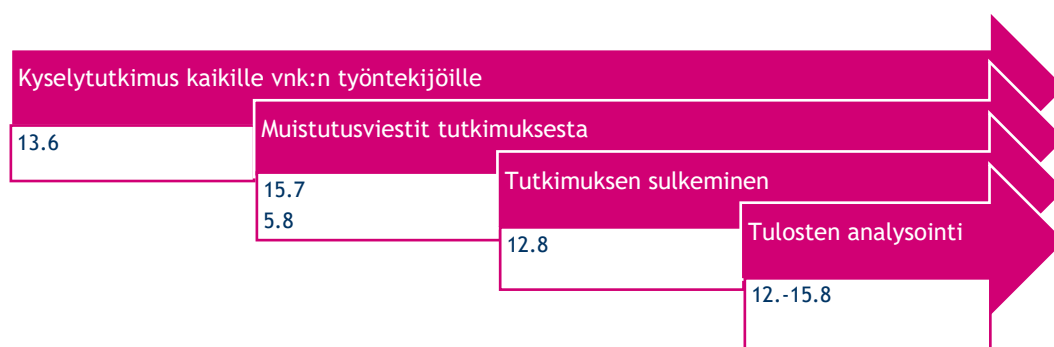 Kyselytutkimus kaikille vnk:n työntekijöille
13.6
Muistutusviestit tutkimuksesta
15.7
5.8
Tutkimuksen sulkeminen
12.8
Tulosten analysointi
12.-15.8